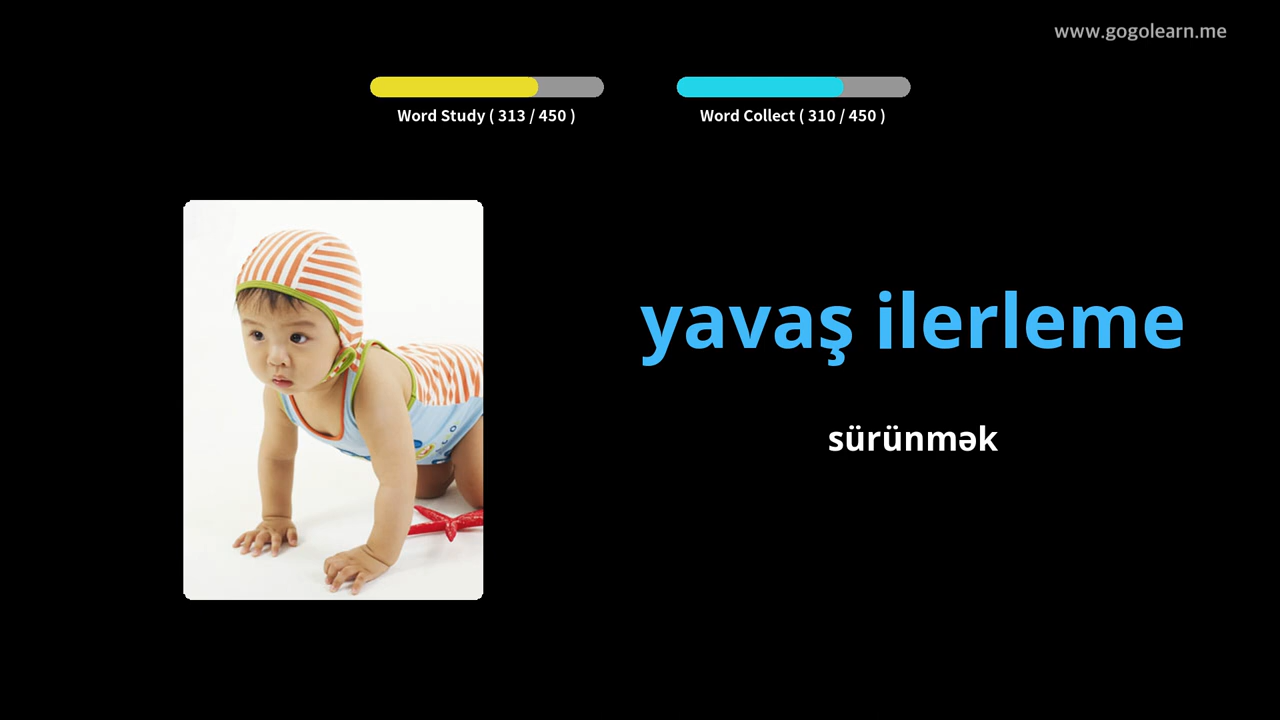 www.gogolearn.me
Word Study ( 313 / 450 )
Word Collect ( 310 / 450 )
yavaş ilerleme
sürünmək